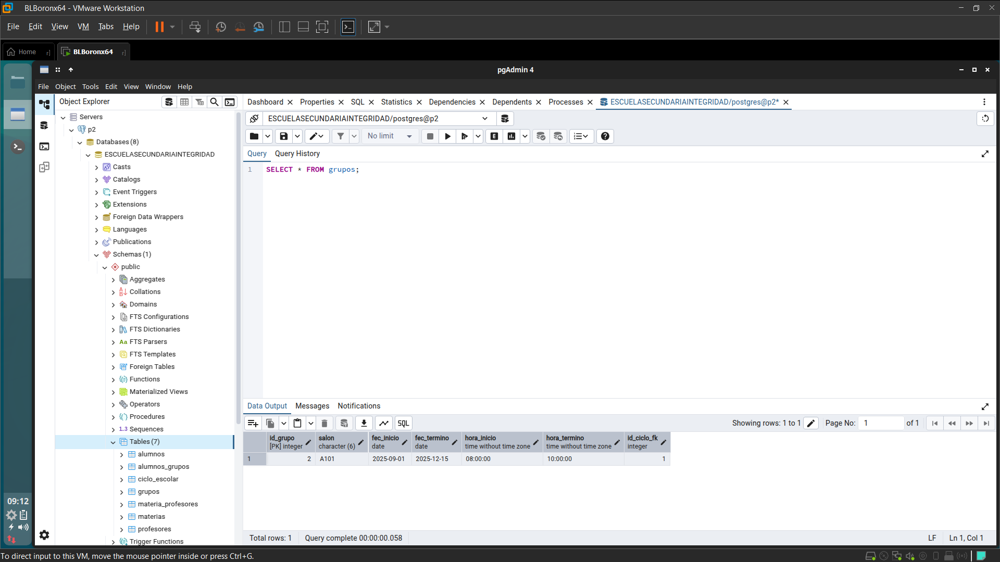 BLBoronx64 - VMware Workstation
File Edit View VM Tabs Help
Home
BLBoronx64
pgAdmin 4
File Object Tools Edit View Window Help
Object Explorer
Dashboard Properties SQL Statistics Dependencies Dependents Processes ESCUELASECUNDARIAINTEGRIDAD/postgres@p2*
ESCUELASECUNDARIAINTEGRIDAD/postgres@p2
No limit
E
Query Query History
1 SELECT * FROM grupos;
Servers
p2
Databases (8)
ESCUELASECUNDARIAINTEGRIDAD
Casts
Catalogs
Event Triggers
Extensions
Foreign Data Wrappers
Languages
Publications
Schemas (1)
public
Aggregates
Collations
Domains
FTS Configurations
FTS Dictionaries
Aa FTS Parsers
FTS Templates
Foreign Tables
Functions
Materialized Views
Operators
Procedures
1..3 Sequences
Tables (7)
alumnos
alumnos_grupos
ciclo_escolar
grupos
materia_profesores
materias
profesores
Trigger Functions
Data Output Messages Notifications
SQL
Showing rows: 1 to 1 Page No: 1 of 1
id_grupo salon fec_inicio fec_termino hora_inicio hora_termino id_ciclo_fk
[PK] integer character (6) date date time without time zone time without time zone integer
1 2 A101 2025-09-01 2025-12-15 08:00:00 10:00:00 1
Total rows: 1 Query complete 00:00:00.058 LF Ln 1, Col 1
09:12
To direct input to this VM, move the mouse pointer inside or press Ctrl+G.